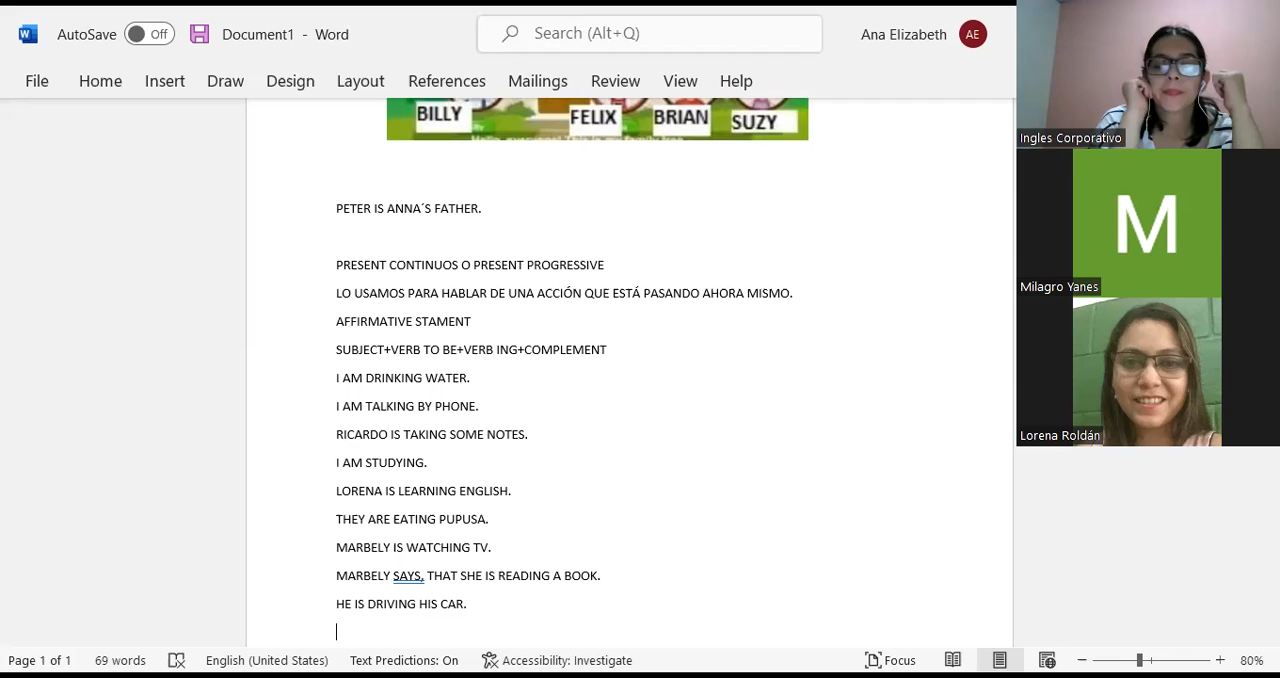 AutoSave Off Document1 - Word Search (Alt+Q) Ana Elizabeth AE
File Home Insert Draw Design Layout References Mailings Review View Help
BILLY FELIX BRIAN SUZY
PETER IS ANNA´S FATHER.
PRESENT CONTINUOS O PRESENT PROGRESSIVE
LO USAMOS PARA HABLAR DE UNA ACCIÓN QUE ESTÁ PASANDO AHORA MISMO.
AFFIRMATIVE STAMENT
SUBJECT+VERB TO BE+VERB ING+COMPLEMENT
I AM DRINKING WATER.
I AM TALKING BY PHONE.
RICARDO IS TAKING SOME NOTES.
I AM STUDYING.
LORENA IS LEARNING ENGLISH.
THEY ARE EATING PUPUSA.
MARBELY IS WATCHING TV.
MARBELY SAYS, THAT SHE IS READING A BOOK.
HE IS DRIVING HIS CAR.
Page 1 of 1 69 words English (United States) Text Predictions: On Accessibility: Investigate Focus 80%
Ingles Corporativo
M
Milagro Yanes
Lorena Roldán